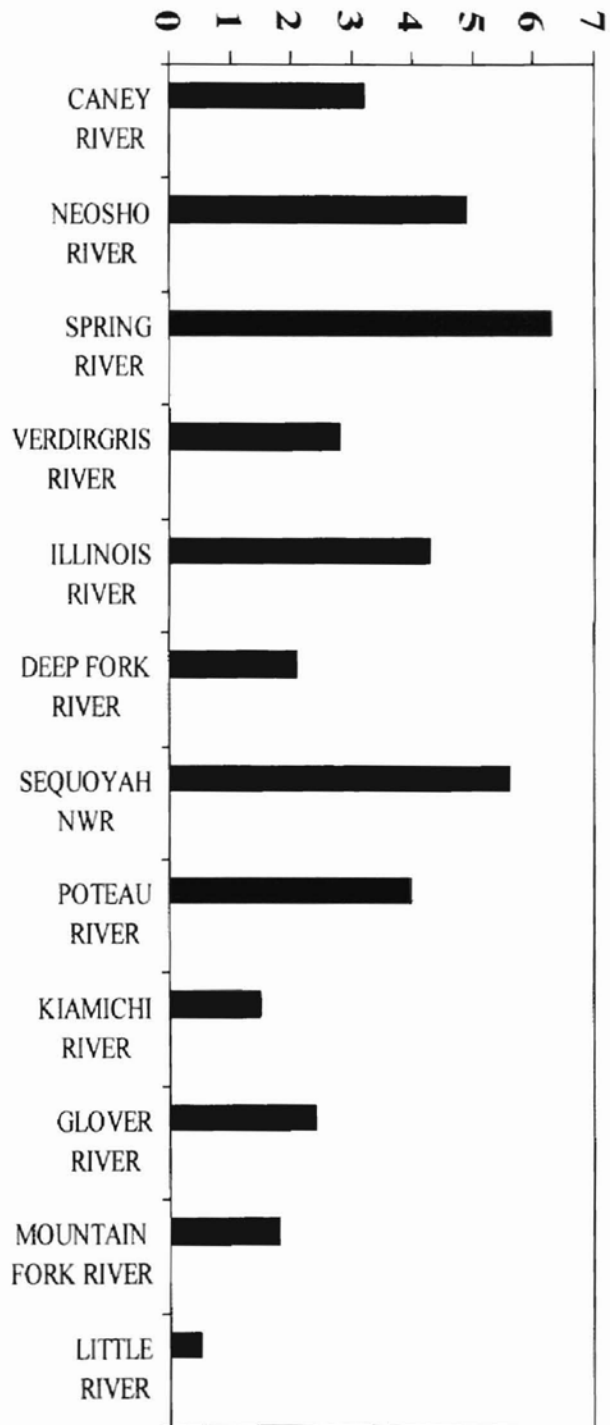 0 1 2 3 4 5 6 7
CANEY
RIVER
NEOSHO
RIVER
SPRING
RIVER
VERDIRGRIS
RIVER
ILLINOIS
RIVER
DEEP FORK
RIVER
SEQUOYAH
NWR
POTEAU
RIVER
KIAMICHI
RIVER
GLOVER
RIVER
MOUNTAIN
FORK RIVER
LITTLE
RIVER